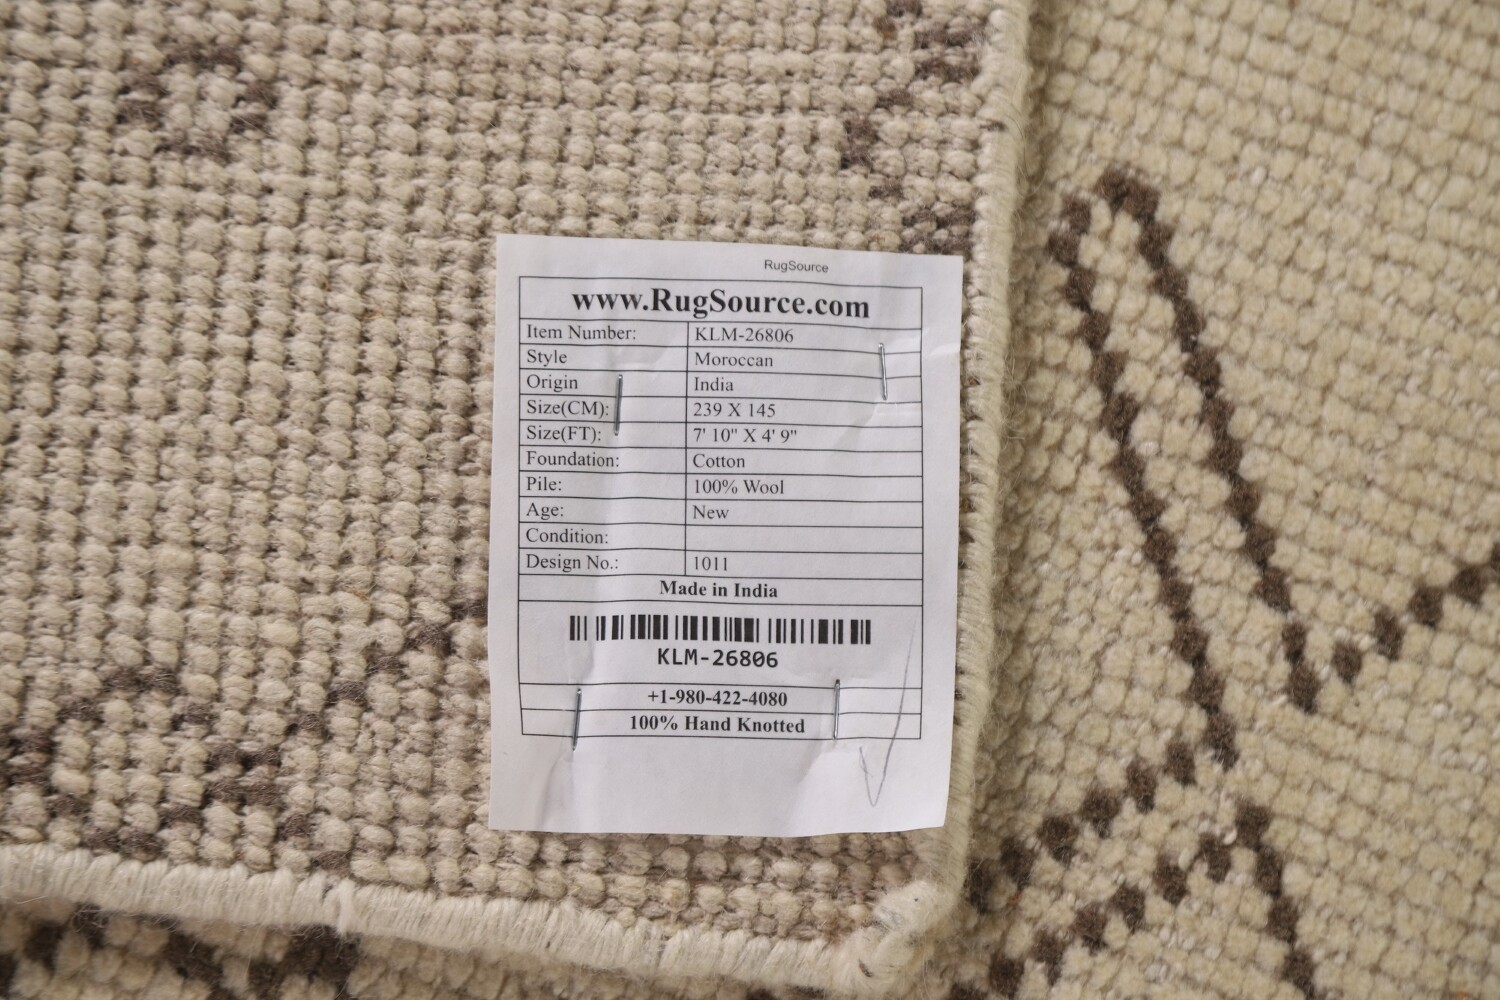 RugSource
www.RugSource.com
Item Number: KLM-26806
Style Moroccan
Origin India
Size(CM): 239 X 145
Size(FT): 7' 10" X 4' 9"
Foundation: Cotton
Pile: 100% Wool
Age: New
Condition:
Design No.: 1011
Made in India
KLM-26806
+1-980-422-4080
100% Hand Knotted